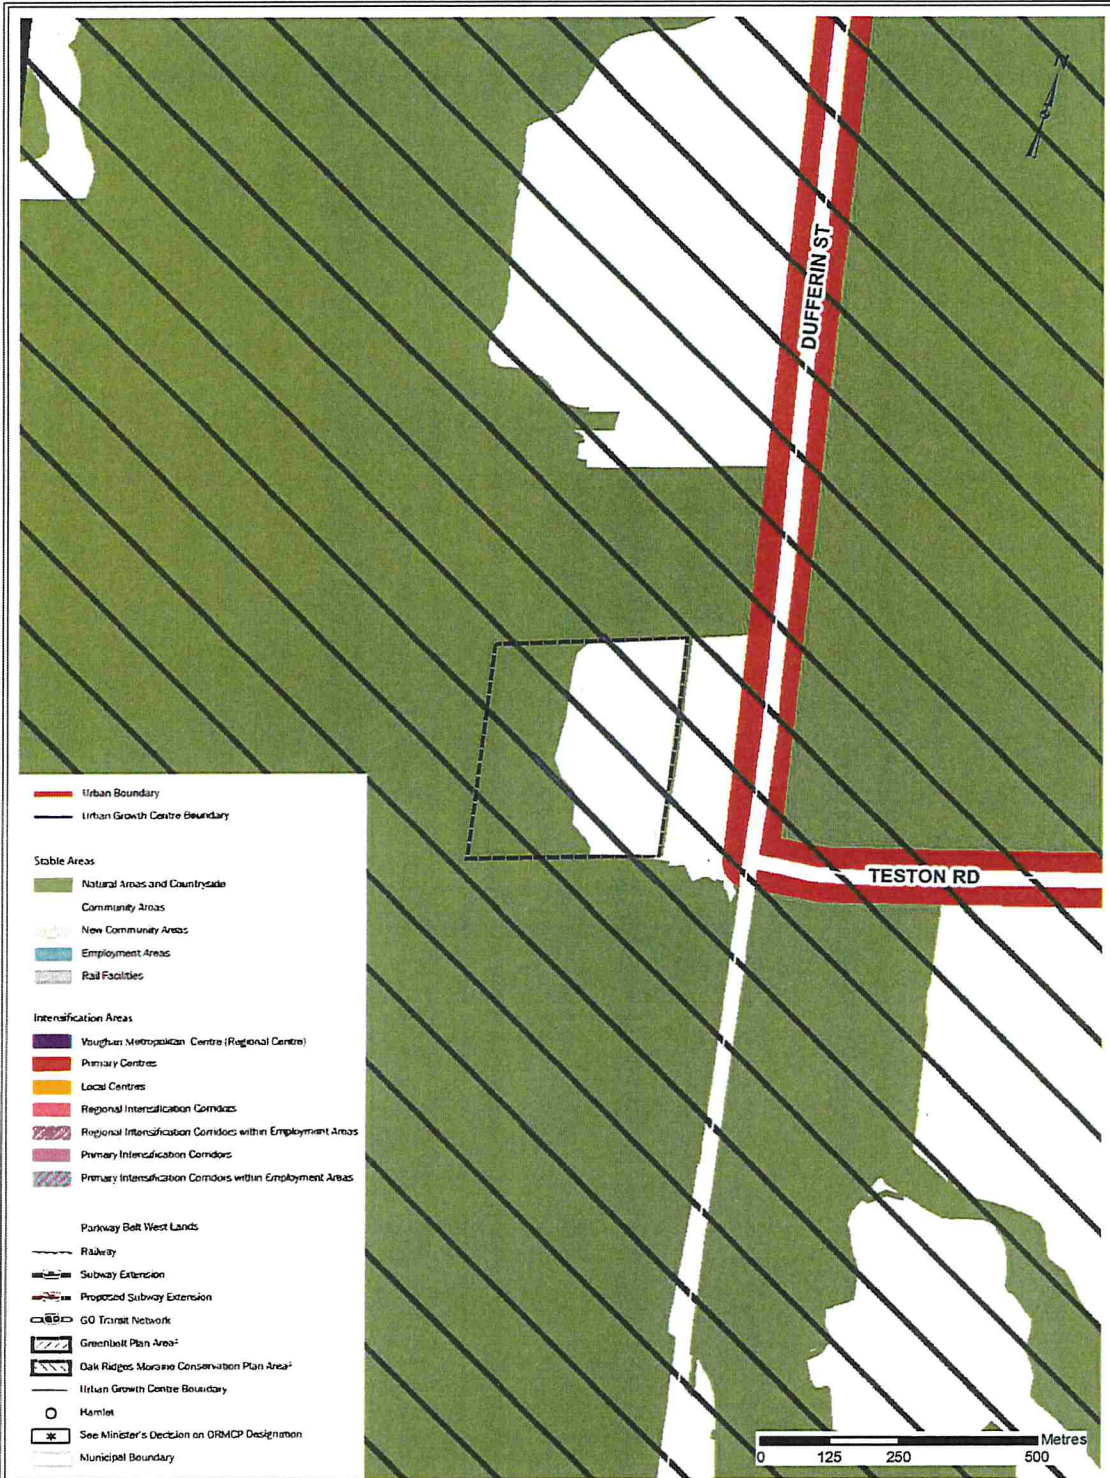 N
DUFFERIN ST
TESTON RD
Urban Boundary
Urban Growth Centre Boundary
Stable Areas
Natural Areas and Countryside
Community Areas
New Community Areas
Employment Areas
Rail Facilities
Intensification Areas
Vaughan Metropolitan Centre (Regional Centre)
Primary Centres
Local Centres
Regional Intensification Corridors
Regional Intensification Corridors within Employment Areas
Primary Intensification Corridors
Primary Intensification Corridors within Employment Areas
Parkway Belt West Lands
Railway
Subway Extension
Proposed Subway Extension
GO Transit Network
Greenbelt Plan Area
Oak Ridges Moraine Conservation Plan Area
Urban Growth Centre Boundary
Hamlet
See Minister's Decision on ORMCP Designation
Municipal Boundary
Metres
0 125 250 500